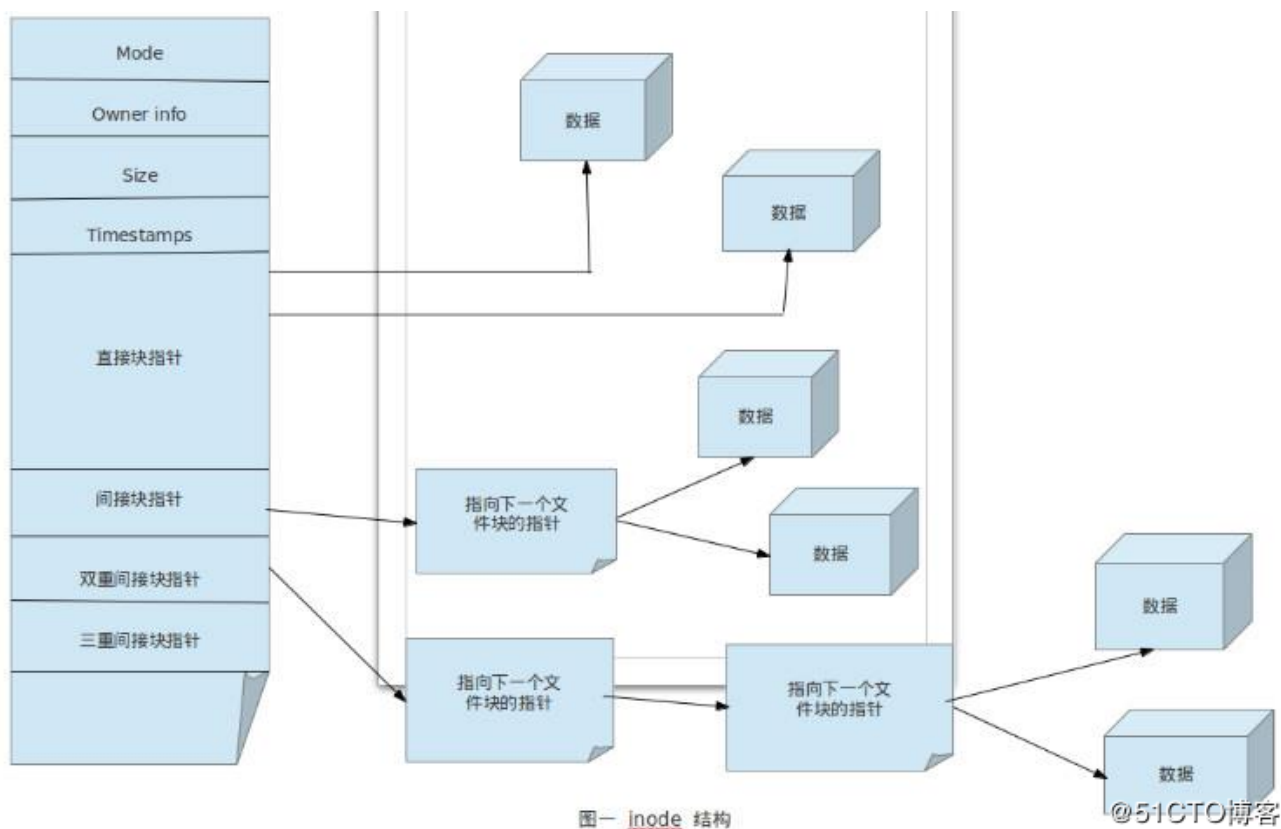 Mode
Owner info
Size
Timestamps
直接块指针
间接块指针
双重间接块指针
三重间接块指针
数据
数据
数据
指向下一个文
件块的指针
数据
数据
指向下一个文
件块的指针
指向下一个文
件块的指针
数据
图一 inode 结构
@51CTO博客